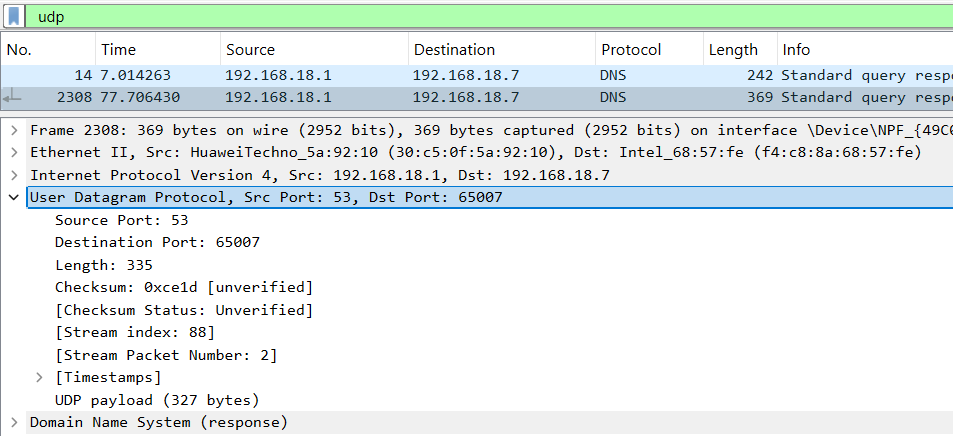 udp
No. Time Source Destination Protocol Length Info
14 7.014263 192.168.18.1 192.168.18.7 DNS 242 Standard query resp
2308 77.706430 192.168.18.1 192.168.18.7 DNS 369 Standard query resp
Frame 2308: 369 bytes on wire (2952 bits), 369 bytes captured (2952 bits) on interface \Device\NPF_{49C0
Ethernet II, Src: HuaweiTechno_5a:92:10 (30:c5:0f:5a:92:10), Dst: Intel_68:57:fe (f4:c8:8a:68:57:fe)
Internet Protocol Version 4, Src: 192.168.18.1, Dst: 192.168.18.7
User Datagram Protocol, Src Port: 53, Dst Port: 65007
Source Port: 53
Destination Port: 65007
Length: 335
Checksum: 0xce1d [unverified]
[Checksum Status: Unverified]
[Stream index: 88]
[Stream Packet Number: 2]
[Timestamps]
UDP payload (327 bytes)
Domain Name System (response)